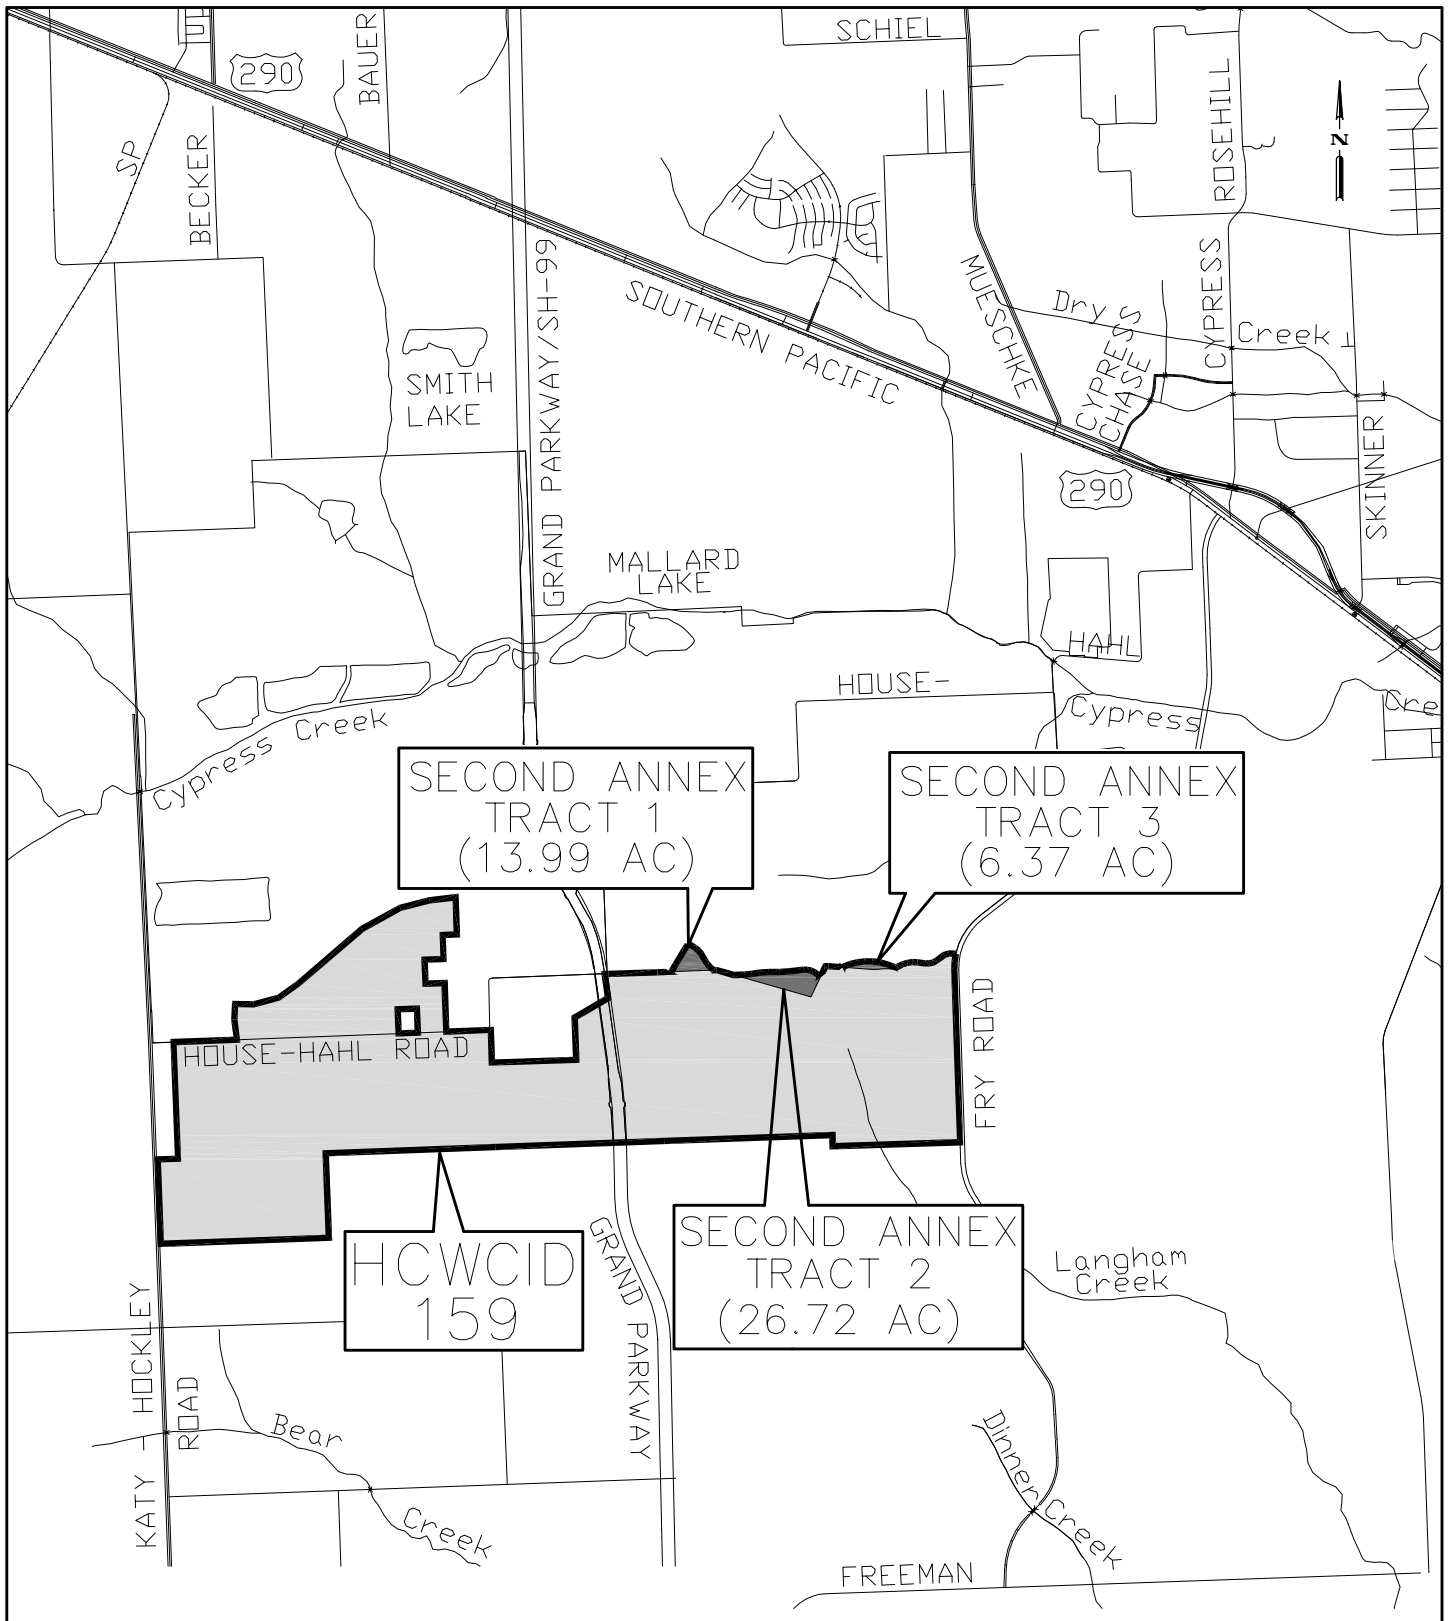 SCHIEL
290
BAUER
SP
BECKER
ROSEHILL
N
CYPRESS
GRAND PARKWAY/SH-99
SOUTHERN PACIFIC
MUESCHKE
Dry
Creek
CYPRESS
CHASE
SMITH
LAKE
290
SKINNER
MALLARD
LAKE
HAHL
HOUSE-
Cypress
Cre
Cypress Creek
SECOND ANNEX
TRACT 1
(13.99 AC)
SECOND ANNEX
TRACT 3
(6.37 AC)
HOUSE-HAHL ROAD
FRY ROAD
HCWCID
159
SECOND ANNEX
TRACT 2
(26.72 AC)
GRAND PARKWAY
Langham
Creek
KATY - HOCKLEY
ROAD
Bear
Creek
Dinner Creek
FREEMAN